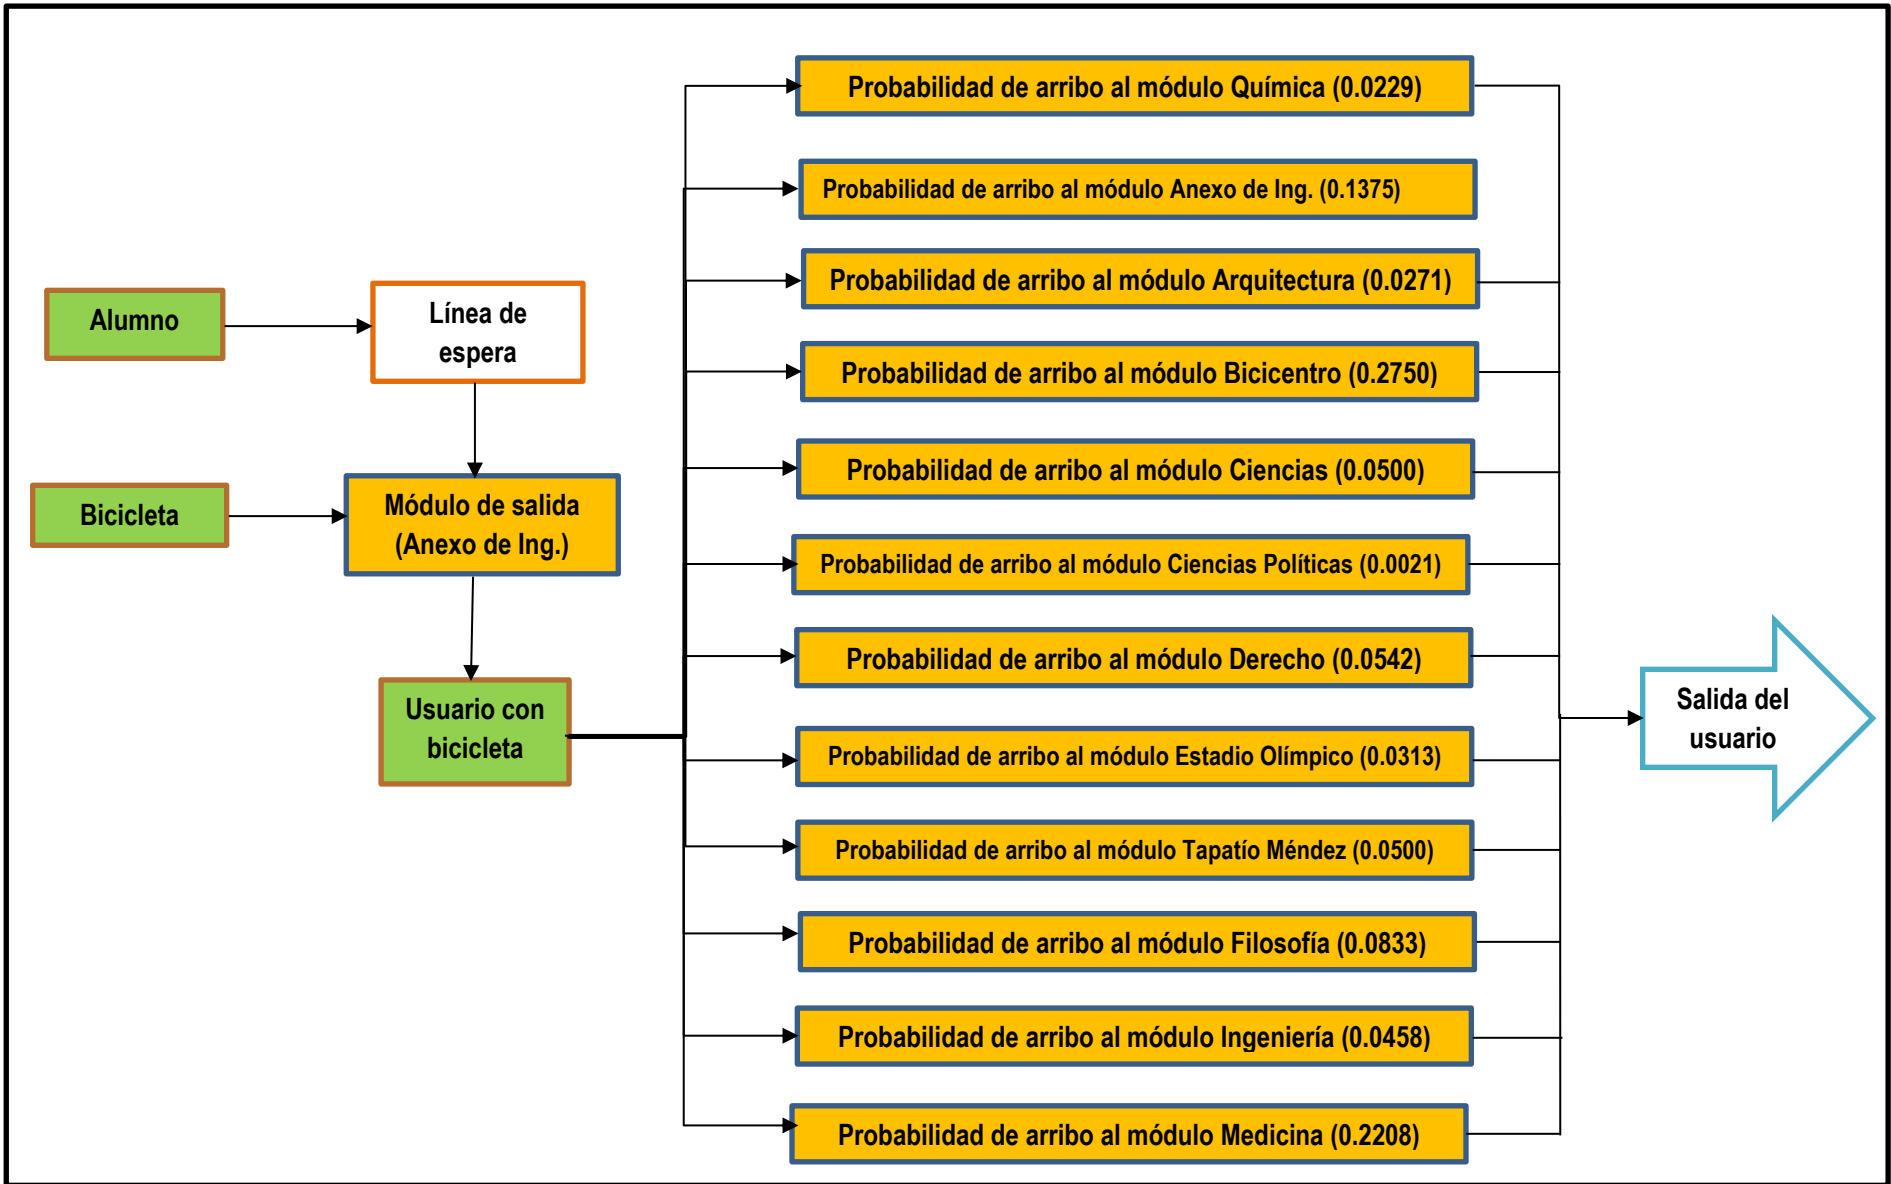 Alumno
Línea de
espera
Bicicleta
Módulo de salida
(Anexo de Ing.)
Usuario con
bicicleta
Probabilidad de arribo al módulo Química (0.0229)
Probabilidad de arribo al módulo Anexo de Ing. (0.1375)
Probabilidad de arribo al módulo Arquitectura (0.0271)
Probabilidad de arribo al módulo Bicicentro (0.2750)
Probabilidad de arribo al módulo Ciencias (0.0500)
Probabilidad de arribo al módulo Ciencias Políticas (0.0021)
Probabilidad de arribo al módulo Derecho (0.0542)
Probabilidad de arribo al módulo Estadio Olímpico (0.0313)
Probabilidad de arribo al módulo Tapatío Méndez (0.0500)
Probabilidad de arribo al módulo Filosofía (0.0833)
Probabilidad de arribo al módulo Ingeniería (0.0458)
Probabilidad de arribo al módulo Medicina (0.2208)
Salida del
usuario